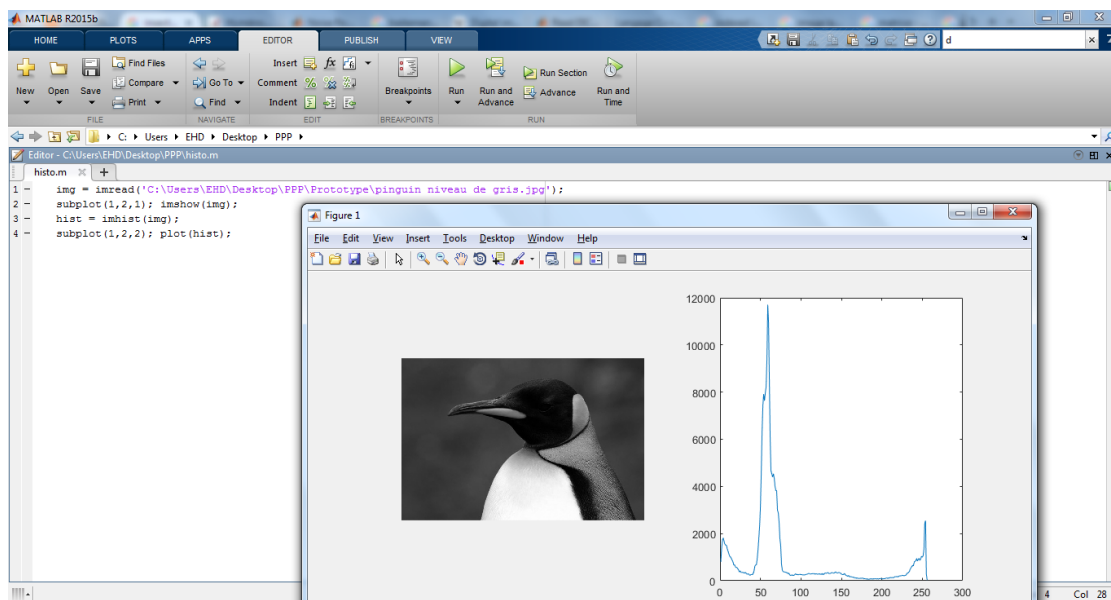 MATLAB R2015b
HOME PLOTS APPS EDITOR PUBLISH VIEW
d
New Open Save
Find Files
Compare
Print
Go To
Find
Insert fx
Comment
Indent
Breakpoints
Run
Run and Advance
Run Section
Advance
Run and Time
FILE NAVIGATE EDIT BREAKPOINTS RUN
C: Users EHD Desktop PPP
Editor - C:\Users\EHD\Desktop\PPP\histo.m
histo.m
1 - img = imread('C:\Users\EHD\Desktop\PPP\Prototype\pinguin niveau de gris.jpg');
2 - subplot(1,2,1); imshow(img);
3 - hist = imhist(img);
4 - subplot(1,2,2); plot(hist);
Figure 1
File Edit View Insert Tools Desktop Window Help
12000
10000
8000
6000
4000
2000
0
0 50 100 150 200 250 300
4 Col 28